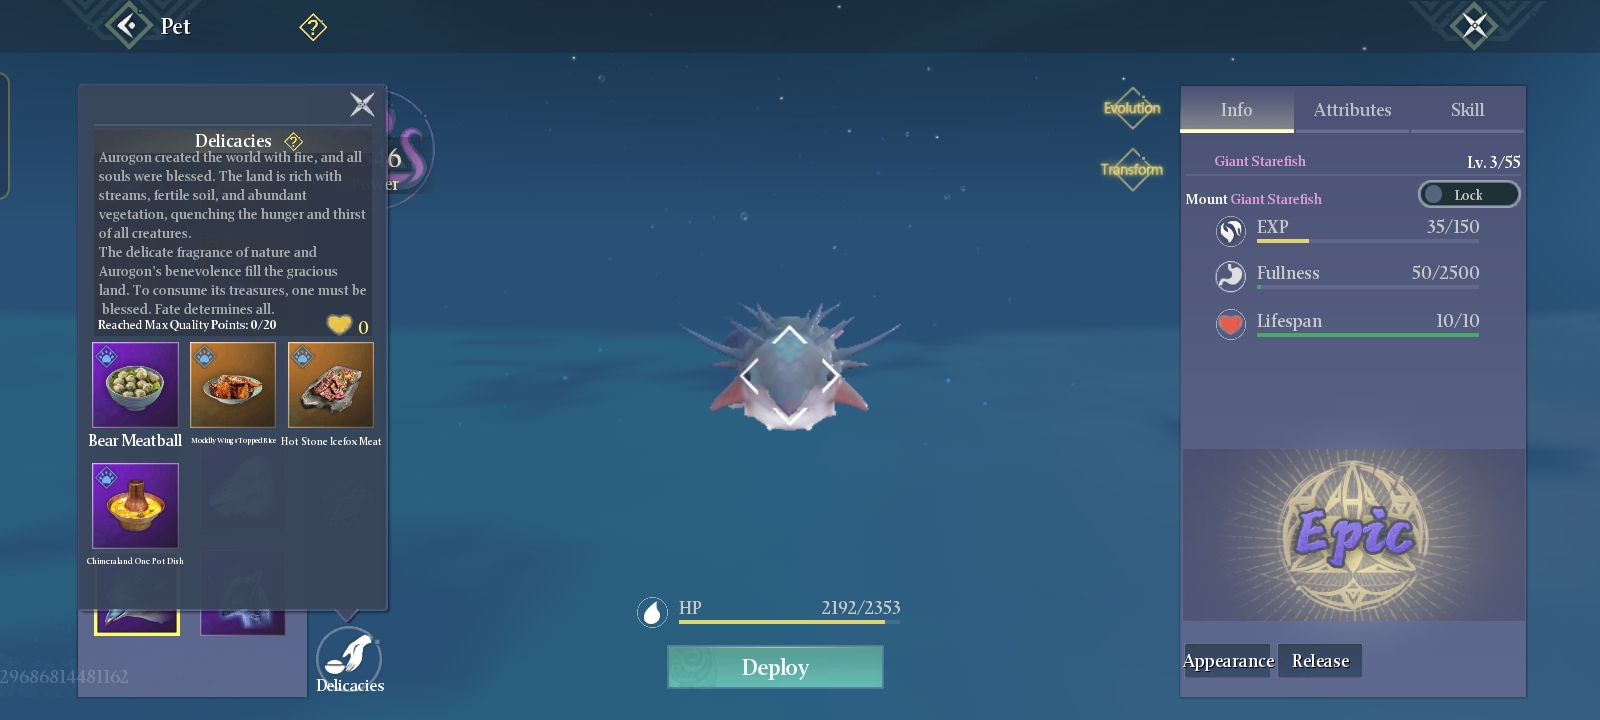 Pet
Delicacies
Aurogon created the world with fire, and all
souls were blessed. The land is rich with
streams, fertile soil, and abundant
vegetation, quenching the hunger and thirst
of all creatures.
The delicate fragrance of nature and
Aurogon's benevolence fill the gracious
land. To consume its treasures, one must be
blessed. Fate determines all.
Reached Max Quality Points: 0/20
0
Bear Meatball
Hot Stone Icefox Meat
Chimeraland One Pot Dish
Delicacies
29686814481162
Evolution
Transform
HP 2192/2353
Deploy
Info Attributes Skill
Giant Starefish Lv. 3/55
Mount Giant Starefish Lock
EXP 35/150
Fullness 50/2500
Lifespan 10/10
Epic
Appearance Release